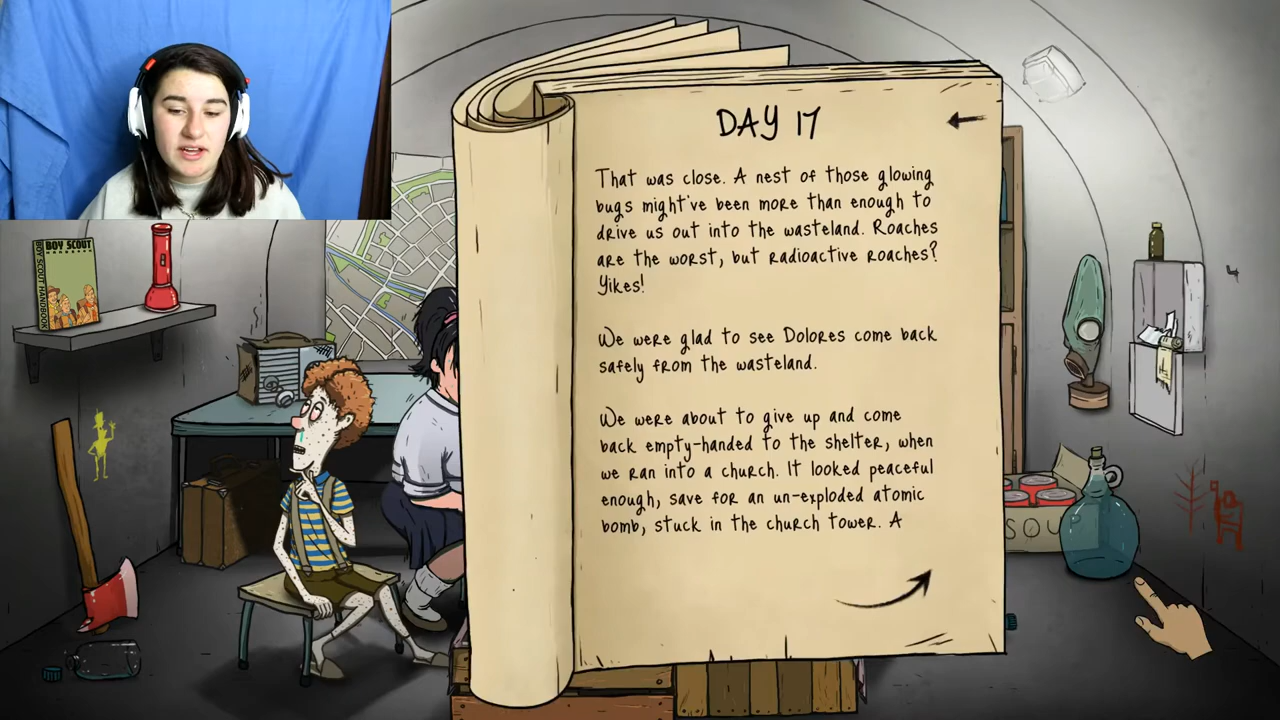 DAY 17
That was close. A nest of those glowing
bugs might've been more than enough to
drive us out into the wasteland. Roaches
are the worst, but radioactive roaches?
Yikes!
We were glad to see Dolores come back
safely from the wasteland.
We were about to give up and come
back empty-handed to the shelter, when
we ran into a church. It looked peaceful
enough, save for an un-exploded atomic
bomb, stuck in the church tower. A
BOY SCOUT
BOY SCOUT HANDBOOK
SOU